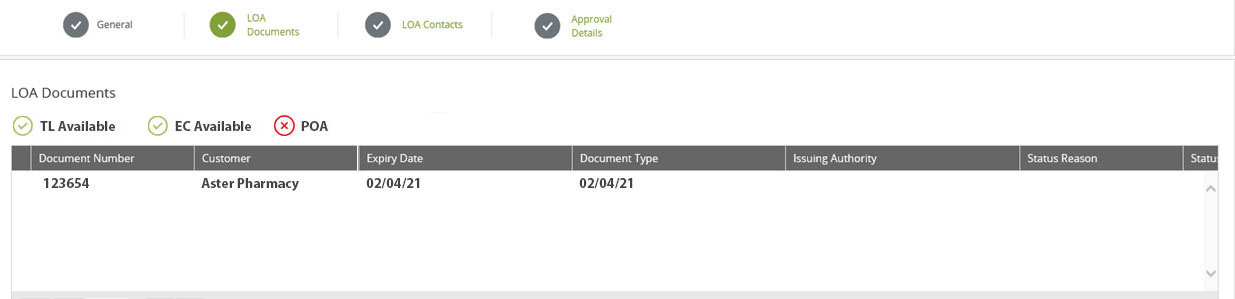 General
LOA
Documents
LOA Contacts
Approval
Details
LOA Documents
TL Available EC Available POA
Document Number Customer Expiry Date Document Type Issuing Authority Status Reason Status
123654 Aster Pharmacy 02/04/21 02/04/21